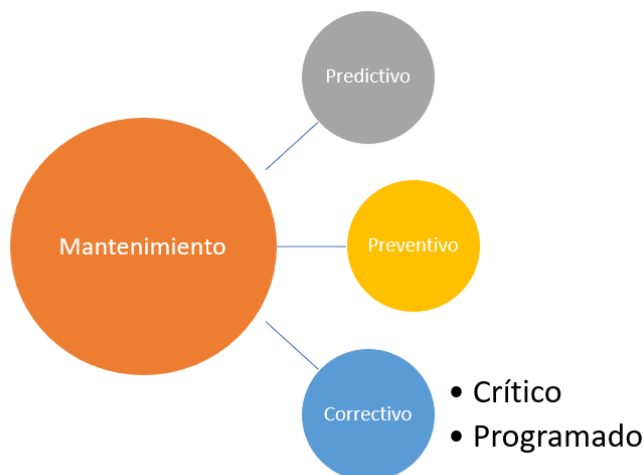 Predictivo
Mantenimiento
Preventivo
Correctivo
• Crítico
• Programado